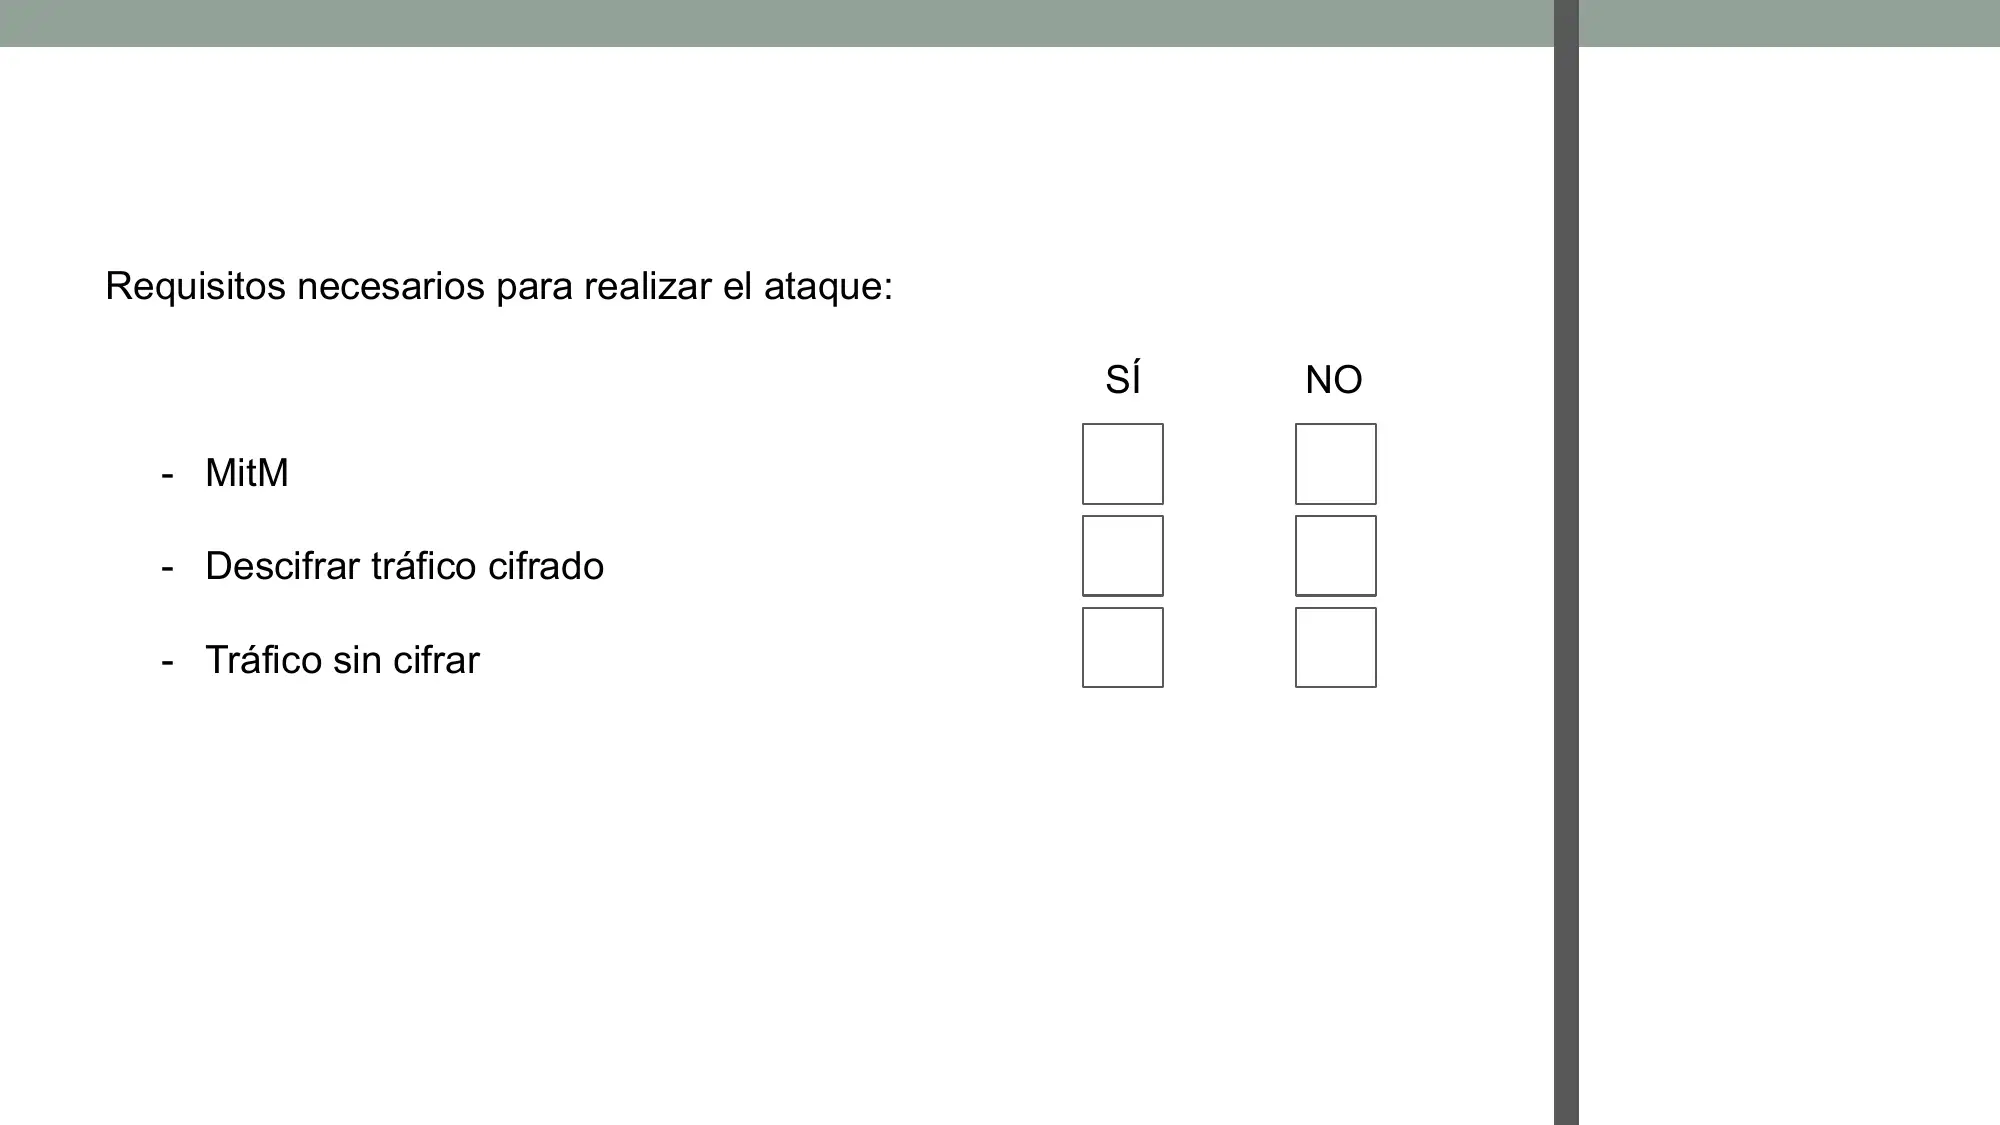 Requisitos necesarios para realizar el ataque:
SÍ NO
- MitM
- Descifrar tráfico cifrado
- Tráfico sin cifrar